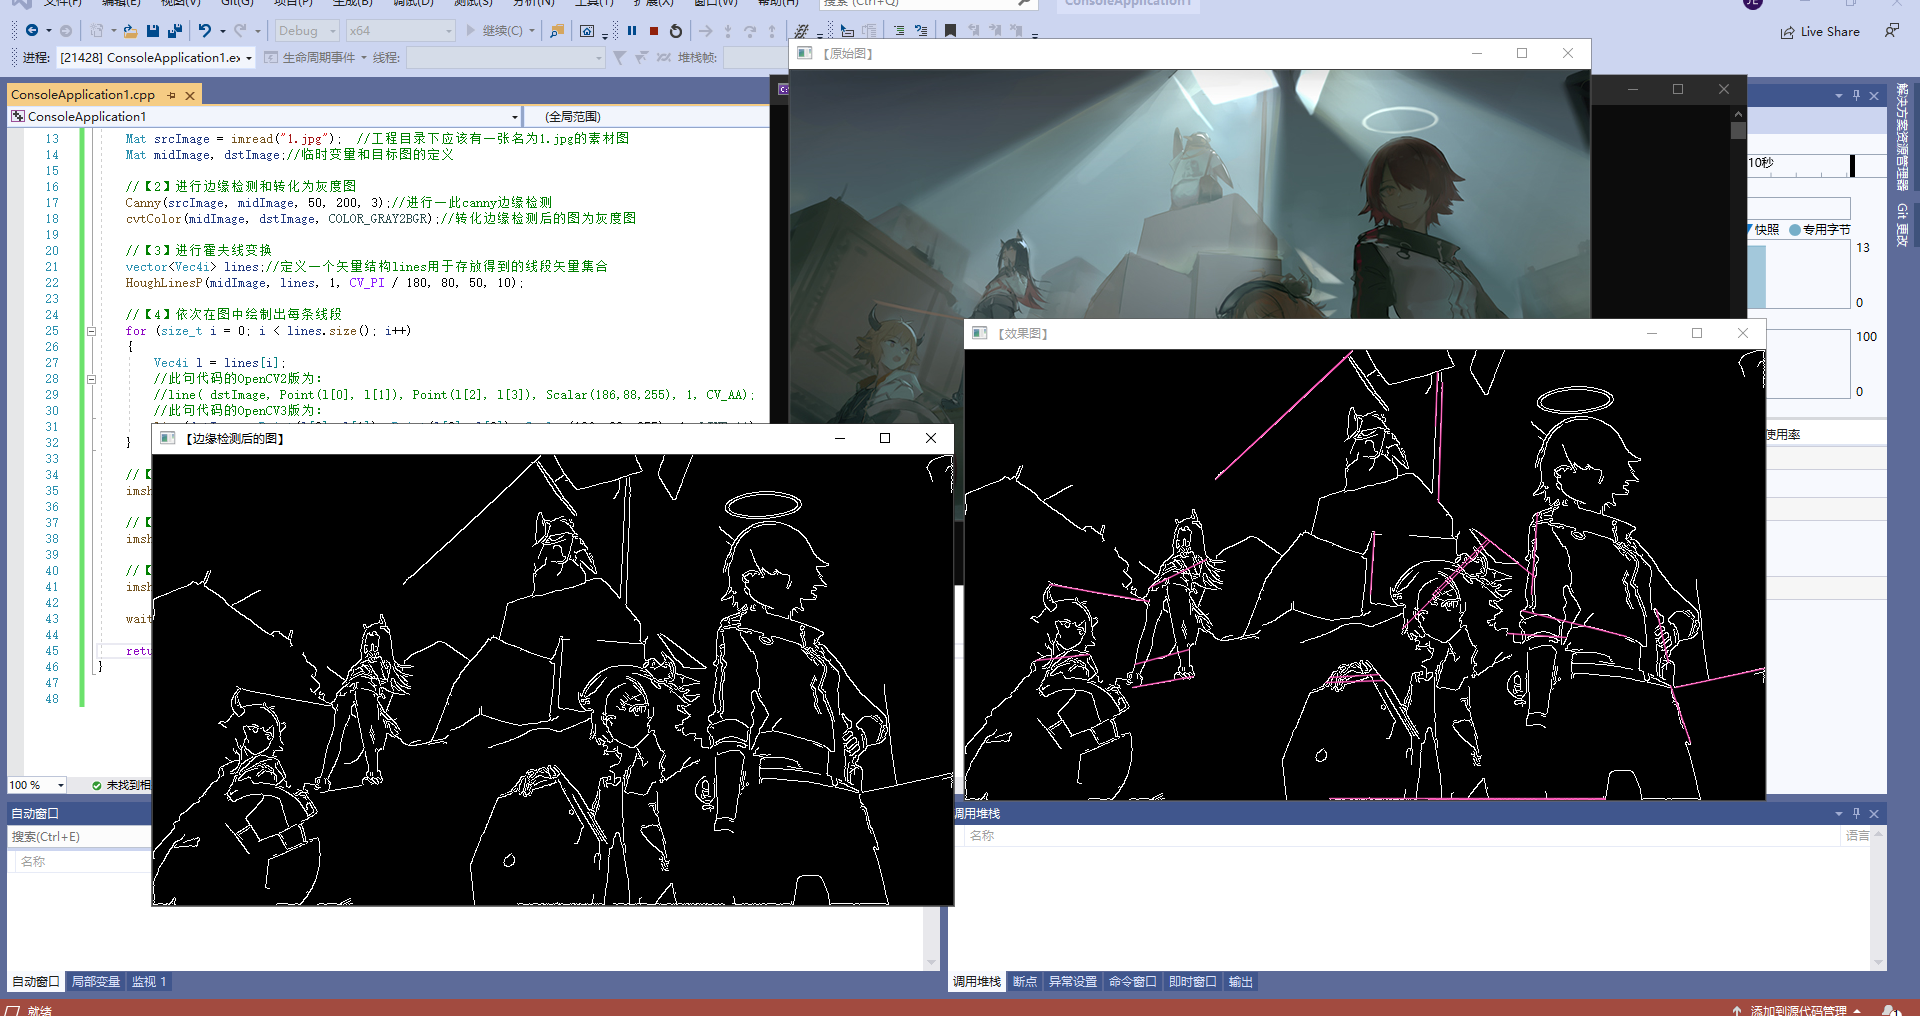 文件(F) 编辑(E) 视图(V) Git(G) 项目(P) 生成(B) 调试(D) 测试(S) 分析(N) 工具(T) 扩展(X) 窗口(W) 帮助(H) 搜索 (Ctrl+Q) ConsoleApplication1
Debug x64 继续(C) Live Share
进程: [21428] ConsoleApplication1.ex 生命周期事件 线程: 堆栈帧:
ConsoleApplication1.cpp
ConsoleApplication1 (全局范围)
13 Mat srcImage = imread("1.jpg"); //工程目录下应该有一张名为1.jpg的素材图
14 Mat midImage, dstImage;//临时变量和目标图的定义
15
16 //【2】进行边缘检测和转化为灰度图
17 Canny(srcImage, midImage, 50, 200, 3);//进行一此canny边缘检测
18 cvtColor(midImage, dstImage, COLOR_GRAY2BGR);//转化边缘检测后的图为灰度图
19
20 //【3】进行霍夫线变换
21 vector<Vec4i> lines;//定义一个矢量结构lines用于存放得到的线段矢量集合
22 HoughLinesP(midImage, lines, 1, CV_PI / 180, 80, 50, 10);
23
24 //【4】依次在图中绘制出每条线段
25 for (size_t i = 0; i < lines.size(); i++)
26 {
27 Vec4i l = lines[i];
28 //此句代码的OpenCV2版为:
29 //line( dstImage, Point(l[0], l[1]), Point(l[2], l[3]), Scalar(186,88,255), 1, CV_AA);
30 //此句代码的OpenCV3版为:
31
32 }
33
34 //【
35 imsh
36
37 //【
38 imsh
39
40 //【
41 imsh
42
43 wait
44
45 retu
46 }
47
48
100 % 未找到相
【原始图】
【效果图】
【边缘检测后的图】
10秒
快照 专用字节
13
0
100
0
使用率
解决方案资源管理器
Git 更改
自动窗口
搜索(Ctrl+E)
名称
自动窗口 局部变量 监视 1
调用堆栈
名称 语言
调用堆栈 断点 异常设置 命令窗口 即时窗口 输出
就绪 添加到源代码管理 1